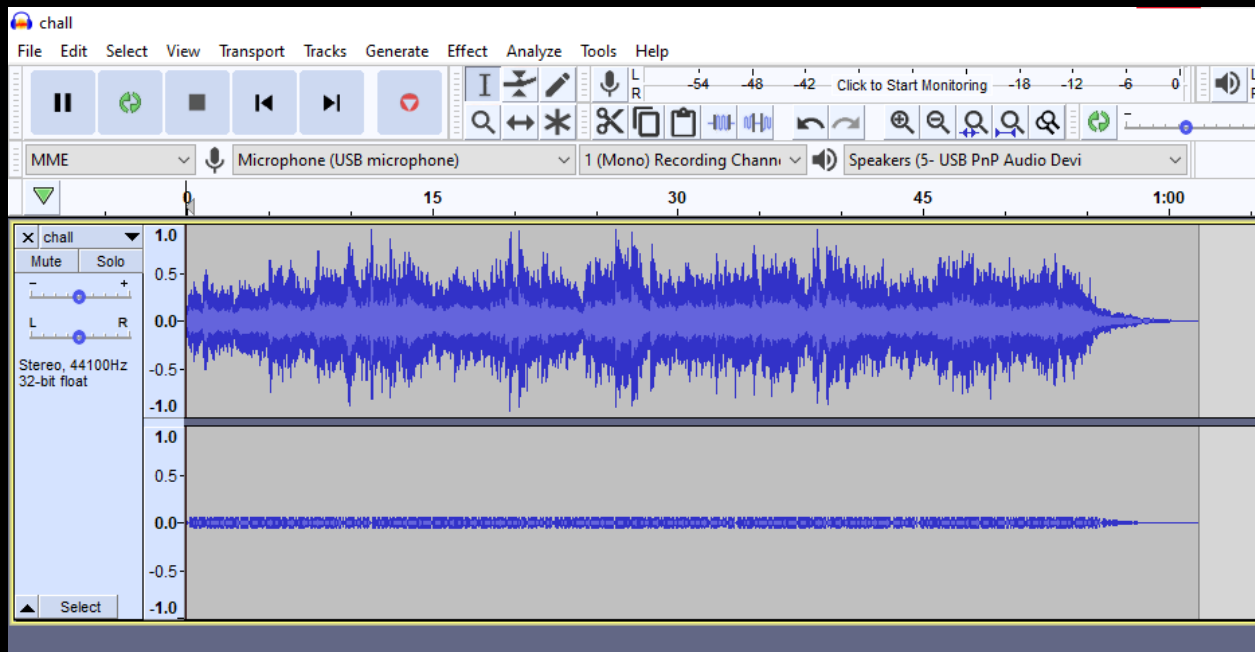 chall
File Edit Select View Transport Tracks Generate Effect Analyze Tools Help
L R -54 -48 -42 Click to Start Monitoring -18 -12 -6 0
MME Microphone (USB microphone) 1 (Mono) Recording Chann Speakers (5- USB PnP Audio Devi
0 15 30 45 1:00
chall
Mute Solo
- +
L R
Stereo, 44100Hz
32-bit float
Select
1.0
0.5
0.0
-0.5
-1.0
1.0
0.5
0.0
-0.5
-1.0